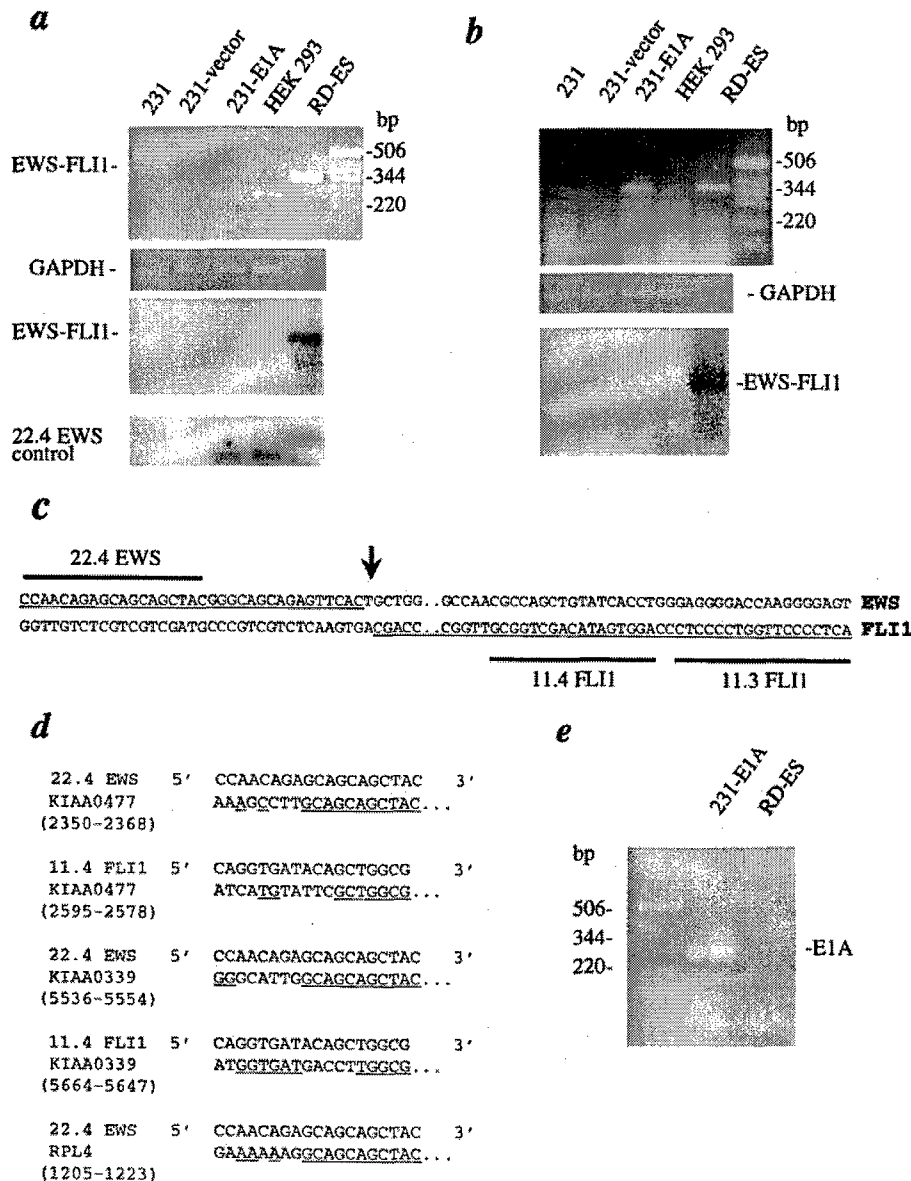 a
231
231-vector
231-E1A
HEK 293
RD-ES
bp
EWS-FLI1-
-506
-344
-220
GAPDH -
EWS-FLI1-
22.4 EWS
control
b
231
231-vector
231-E1A
HEK 293
RD-ES
bp
-506
-344
-220
- GAPDH
-EWS-FLI1
c
22.4 EWS
CCAACAGAGCAGCAGCTACGGGCAGCAGAGTTCACTGCTGG..GCCAACGCCAGCTGTATCACCTGGGAGGGGACCAAGGGGAGT EWS
GGTTGTCTCGTCGTCGATGCCCGTCGTCTCAAGTGACGACC..CGGTTGCGGTCGACATAGTGGACCCTCCCCTGGTTCCCCTCA FLI1
11.4 FLI1 11.3 FLI1
d
22.4 EWS 5' CCAACAGAGCAGCAGCTAC 3'
KIAA0477 AAAGCCTTGCAGCAGCTAC...
(2350-2368)
11.4 FLI1 5' CAGGTGATACAGCTGGCG 3'
KIAA0477 ATCATGTATTCGCTGGCG...
(2595-2578)
22.4 EWS 5' CCAACAGAGCAGCAGCTAC 3'
KIAA0339 GGGCATTGGCAGCAGCTAC...
(5536-5554)
11.4 FLI1 5' CAGGTGATACAGCTGGCG 3'
KIAA0339 ATGGTGATGACCTTGGCG...
(5664-5647)
22.4 EWS 5' CCAACAGAGCAGCAGCTAC 3'
RPL4 GAAAAAAGGCAGCAGCTAC...
(1205-1223)
e
231-E1A
RD-ES
bp
506-
344-
220-
-E1A